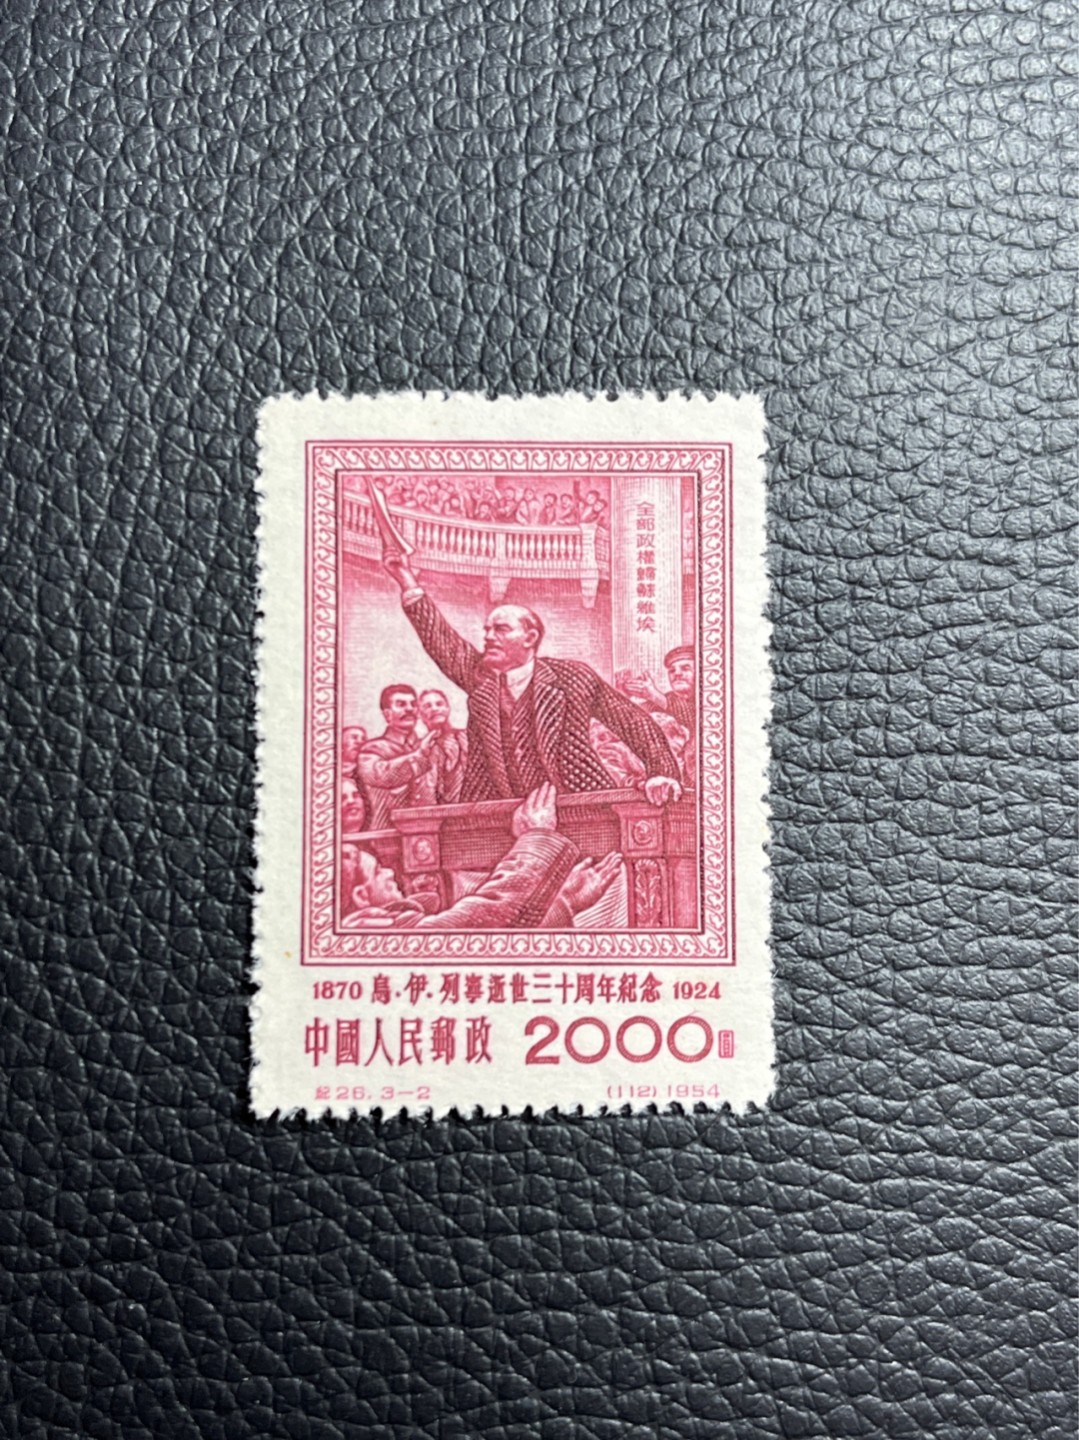 全部政權歸蘇維埃
1870 烏·伊·列寧逝世三十周年紀念 1924
中國人民郵政 2000圓
紀26.3-2 (112) 1954